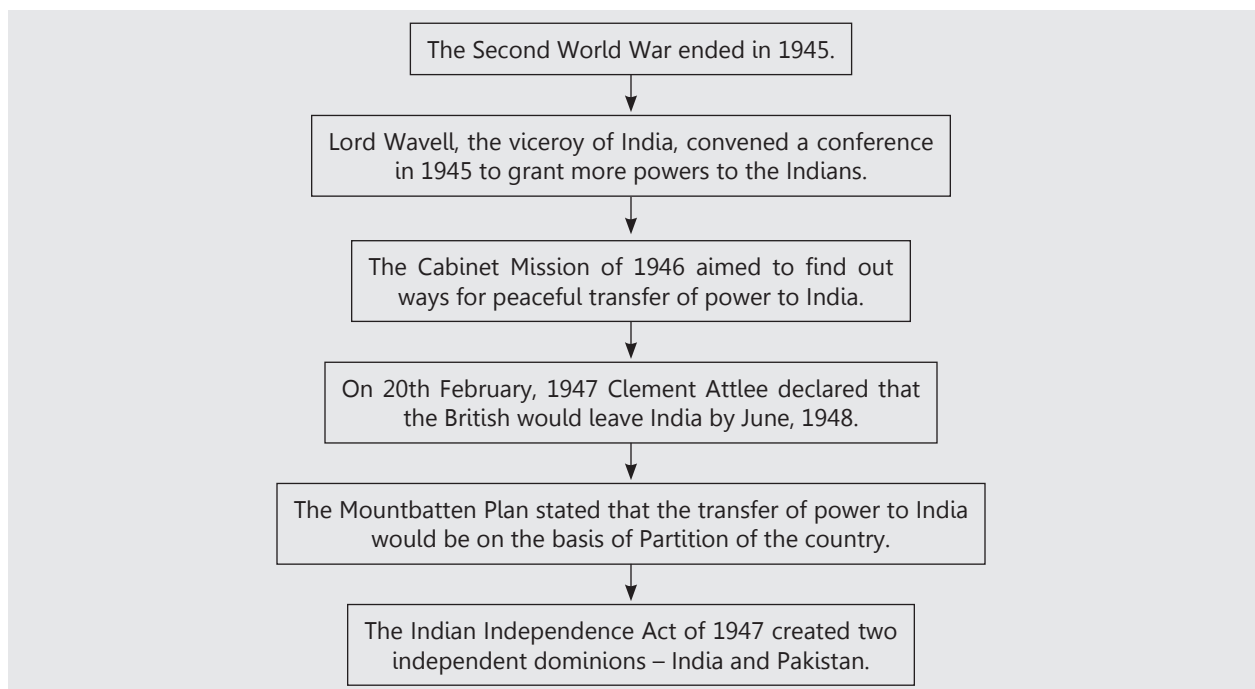 The Second World War ended in 1945.
Lord Wavell, the viceroy of India, convened a conference
in 1945 to grant more powers to the Indians.
The Cabinet Mission of 1946 aimed to find out
ways for peaceful transfer of power to India.
On 20th February, 1947 Clement Attlee declared that
the British would leave India by June, 1948.
The Mountbatten Plan stated that the transfer of power to India
would be on the basis of Partition of the country.
The Indian Independence Act of 1947 created two
independent dominions – India and Pakistan.